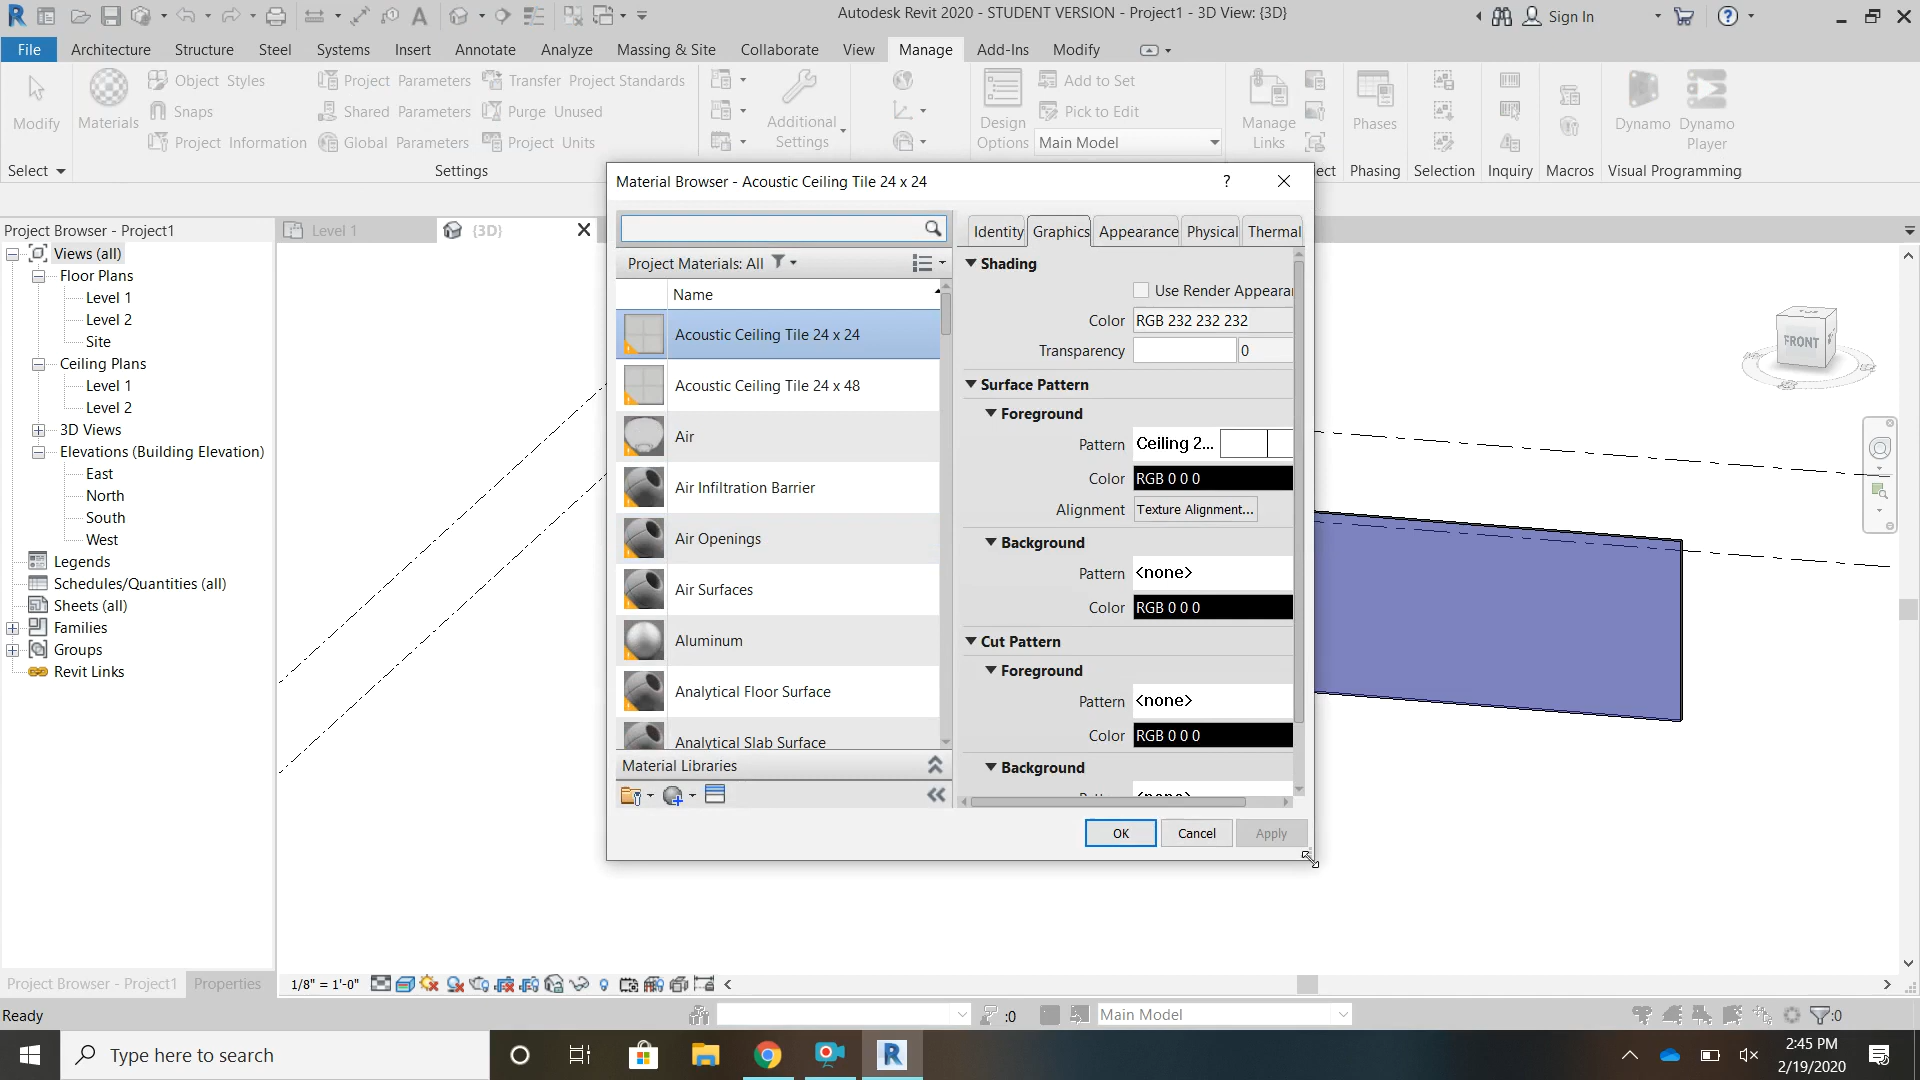 Autodesk Revit 2020 - STUDENT VERSION - Project1 - 3D View: {3D}
Sign In
File Architecture Structure Steel Systems Insert Annotate Analyze Massing & Site Collaborate View Manage Add-Ins Modify
Modify
Materials
Object Styles
Snaps
Project Information
Project Parameters
Shared Parameters
Global Parameters
Transfer Project Standards
Purge Unused
Project Units
Additional
Settings
Design
Options
Add to Set
Pick to Edit
Main Model
Manage
Links
Phases
Dynamo
Dynamo
Player
Select
Settings
ect
Phasing
Selection
Inquiry
Macros
Visual Programming
Project Browser - Project1
Views (all)
Floor Plans
Level 1
Level 2
Site
Ceiling Plans
Level 1
Level 2
3D Views
Elevations (Building Elevation)
East
North
South
West
Legends
Schedules/Quantities (all)
Sheets (all)
Families
Groups
Revit Links
Project Browser - Project1
Properties
Level 1
{3D}
Material Browser - Acoustic Ceiling Tile 24 x 24
?
Project Materials: All
Name
Acoustic Ceiling Tile 24 x 24
Acoustic Ceiling Tile 24 x 48
Air
Air Infiltration Barrier
Air Openings
Air Surfaces
Aluminum
Analytical Floor Surface
Analytical Slab Surface
Material Libraries
Identity Graphics Appearance Physical Thermal
Shading
Use Render Appeara
Color RGB 232 232 232
Transparency 0
Surface Pattern
Foreground
Pattern Ceiling 2...
Color RGB 0 0 0
Alignment Texture Alignment...
Background
Pattern <none>
Color RGB 0 0 0
Cut Pattern
Foreground
Pattern <none>
Color RGB 0 0 0
Background
OK Cancel Apply
FRONT
1/8" = 1'-0"
Ready
:0
Main Model
:0
Type here to search
2:45 PM
2/19/2020